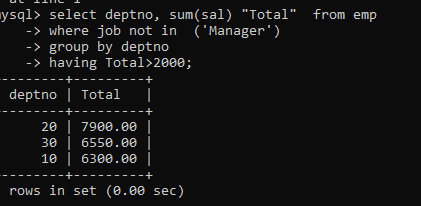 ysql> select deptno, sum(sal) "Total"  from emp
    -> where job not in  ('Manager')
    -> group by deptno
    -> having Total>2000;
--------+---------+
 deptno | Total   |
--------+---------+
     20 | 7900.00 |
     30 | 6550.00 |
     10 | 6300.00 |
--------+---------+
 rows in set (0.00 sec)